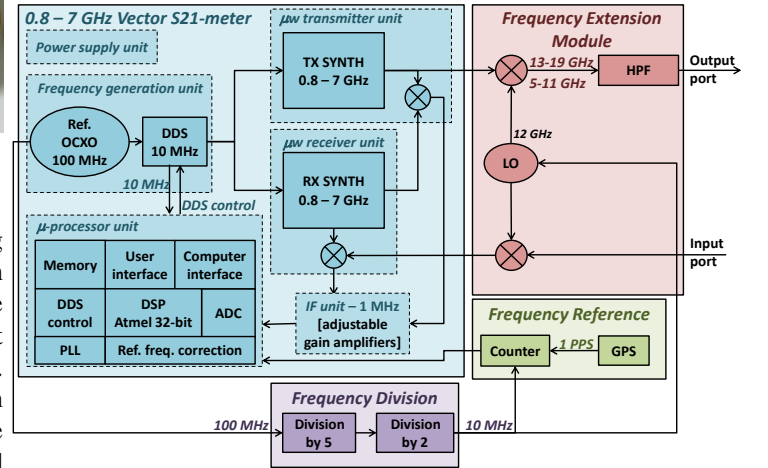 0.8 – 7 GHz Vector S21-meter
Power supply unit
Frequency generation unit
Ref.
OCXO
100 MHz
DDS
10 MHz
10 MHz
DDS control
μw transmitter unit
TX SYNTH
0.8 – 7 GHz
μw receiver unit
RX SYNTH
0.8 – 7 GHz
μ-processor unit
Memory
User
interface
Computer
interface
DDS
control
DSP
Atmel 32-bit
ADC
PLL
Ref. freq. correction
IF unit – 1 MHz
[adjustable
gain amplifiers]
Frequency Extension
Module
13-19 GHz
5-11 GHz
HPF
Output
port
12 GHz
LO
Input
port
Frequency Reference
Counter
1 PPS
GPS
Frequency Division
100 MHz
Division
by 5
Division
by 2
10 MHz